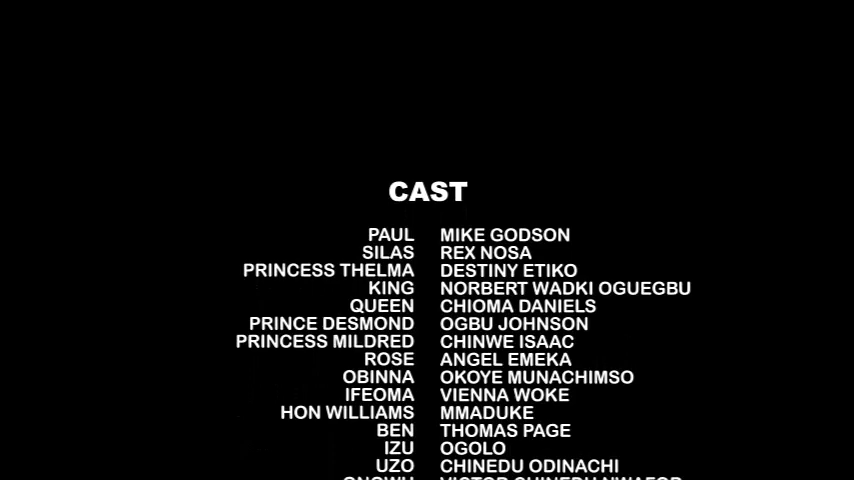 CAST
PAUL MIKE GODSON
SILAS REX NOSA
PRINCESS THELMA DESTINY ETIKO
KING NORBERT WADKI OGUEGBU
QUEEN CHIOMA DANIELS
PRINCE DESMOND OGBU JOHNSON
PRINCESS MILDRED CHINWE ISAAC
ROSE ANGEL EMEKA
OBINNA OKOYE MUNACHIMSO
IFEOMA VIENNA WOKE
HON WILLIAMS MMADUKE
BEN THOMAS PAGE
IZU OGOLO
UZO CHINEDU ODINACHI